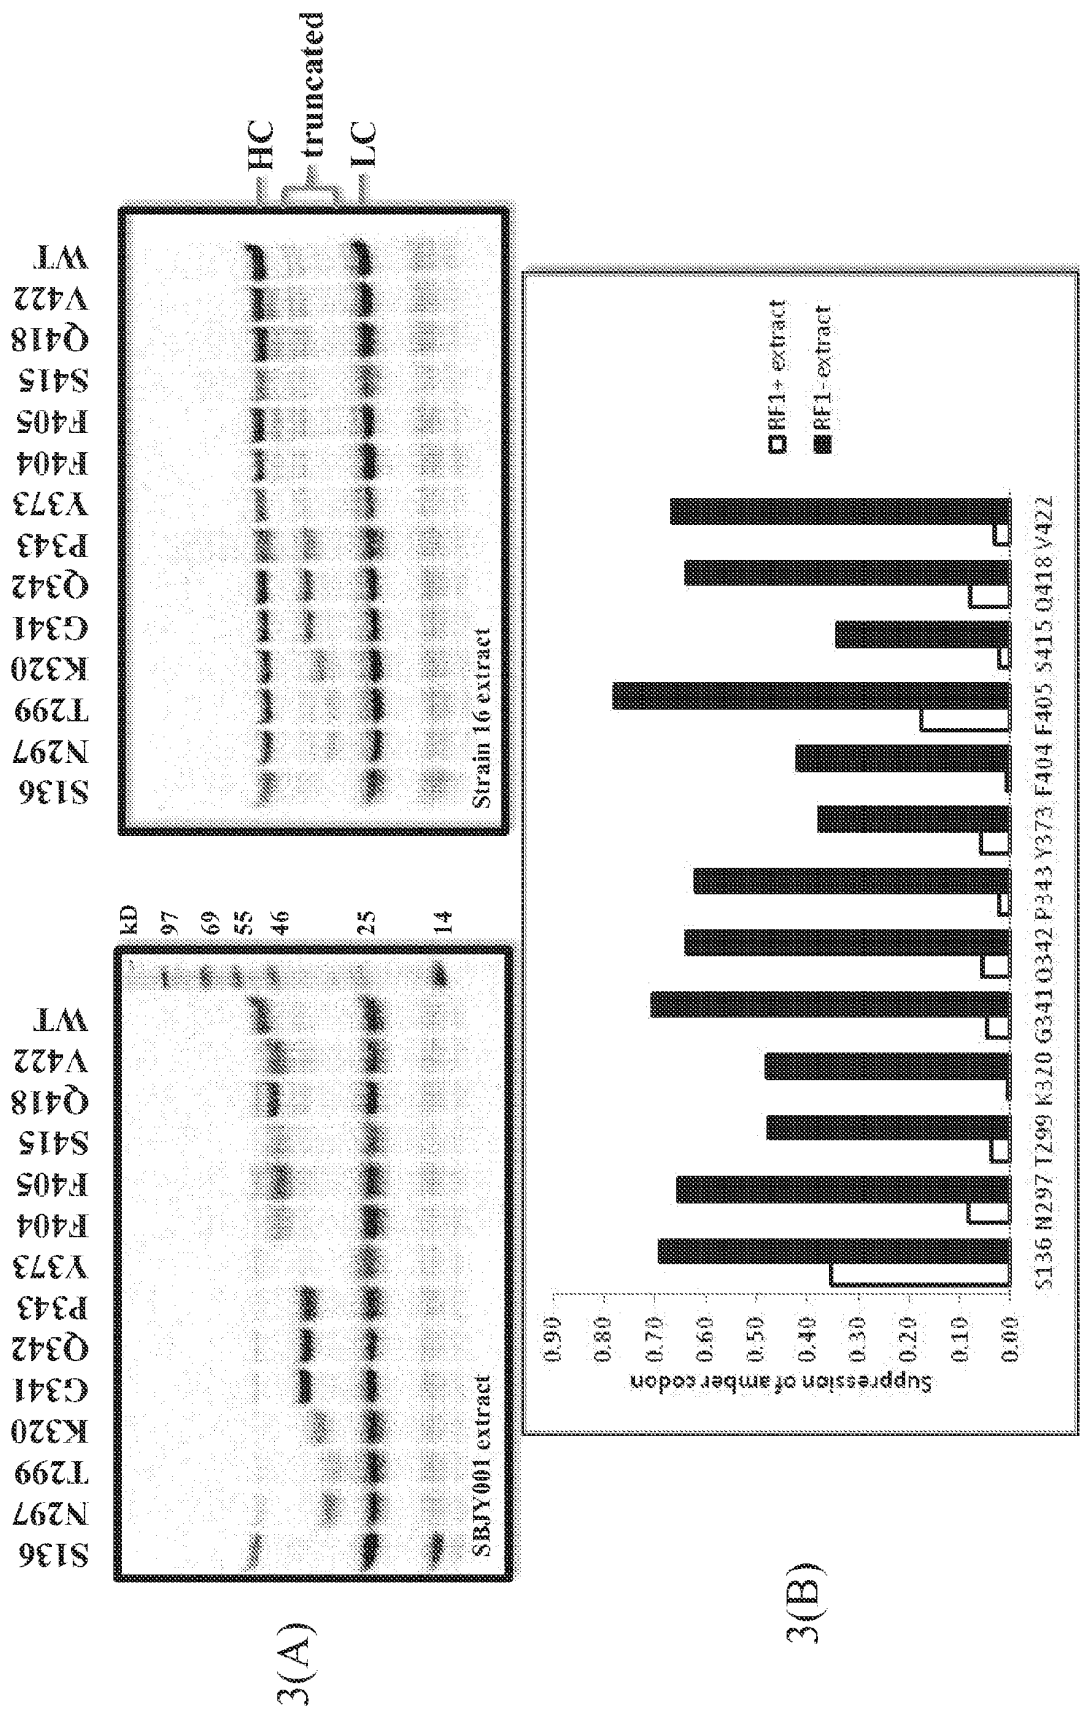 3(A)
S136 N297 T299 K320 G341 Q342 P343 Y373 F404 F405 S415 Q418 V422 WT
kD
97
69
55
46
25
14
SBJY001 extract
S136 N297 T299 K320 G341 Q342 P343 Y373 F404 F405 S415 Q418 V422 WT
HC
truncated
LC
Strain 16 extract
3(B)
Suppression of amber codon
0.90
0.80
0.70
0.60
0.50
0.40
0.30
0.20
0.10
0.00
S136 N297 T299 K320 G341 Q342 P343 Y373 F404 F405 S415 Q418 V422
RF1+ extract
RF1- extract